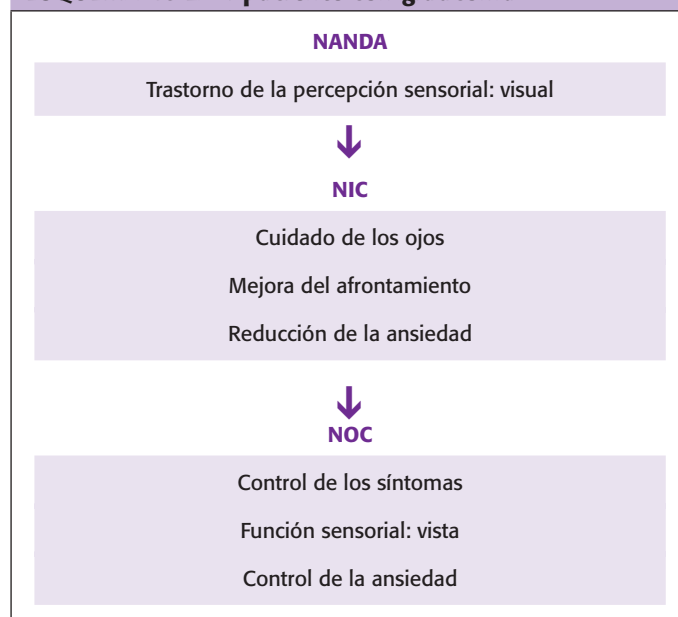 NANDA
Trastorno de la percepción sensorial: visual
NIC
Cuidado de los ojos
Mejora del afrontamiento
Reducción de la ansiedad
NOC
Control de los síntomas
Función sensorial: vista
Control de la ansiedad